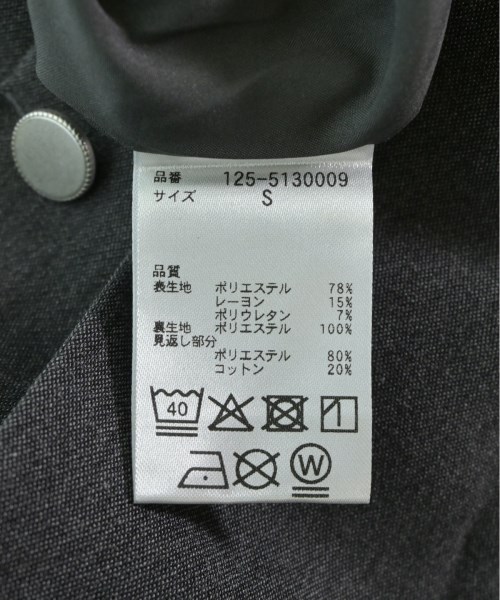 品番 125-5130009
サイズ S
品質
表生地 ポリエステル 78%
レーヨン 15%
ポリウレタン 7%
裏生地 ポリエステル 100%
見返し部分
ポリエステル 80%
コットン 20%
40
W